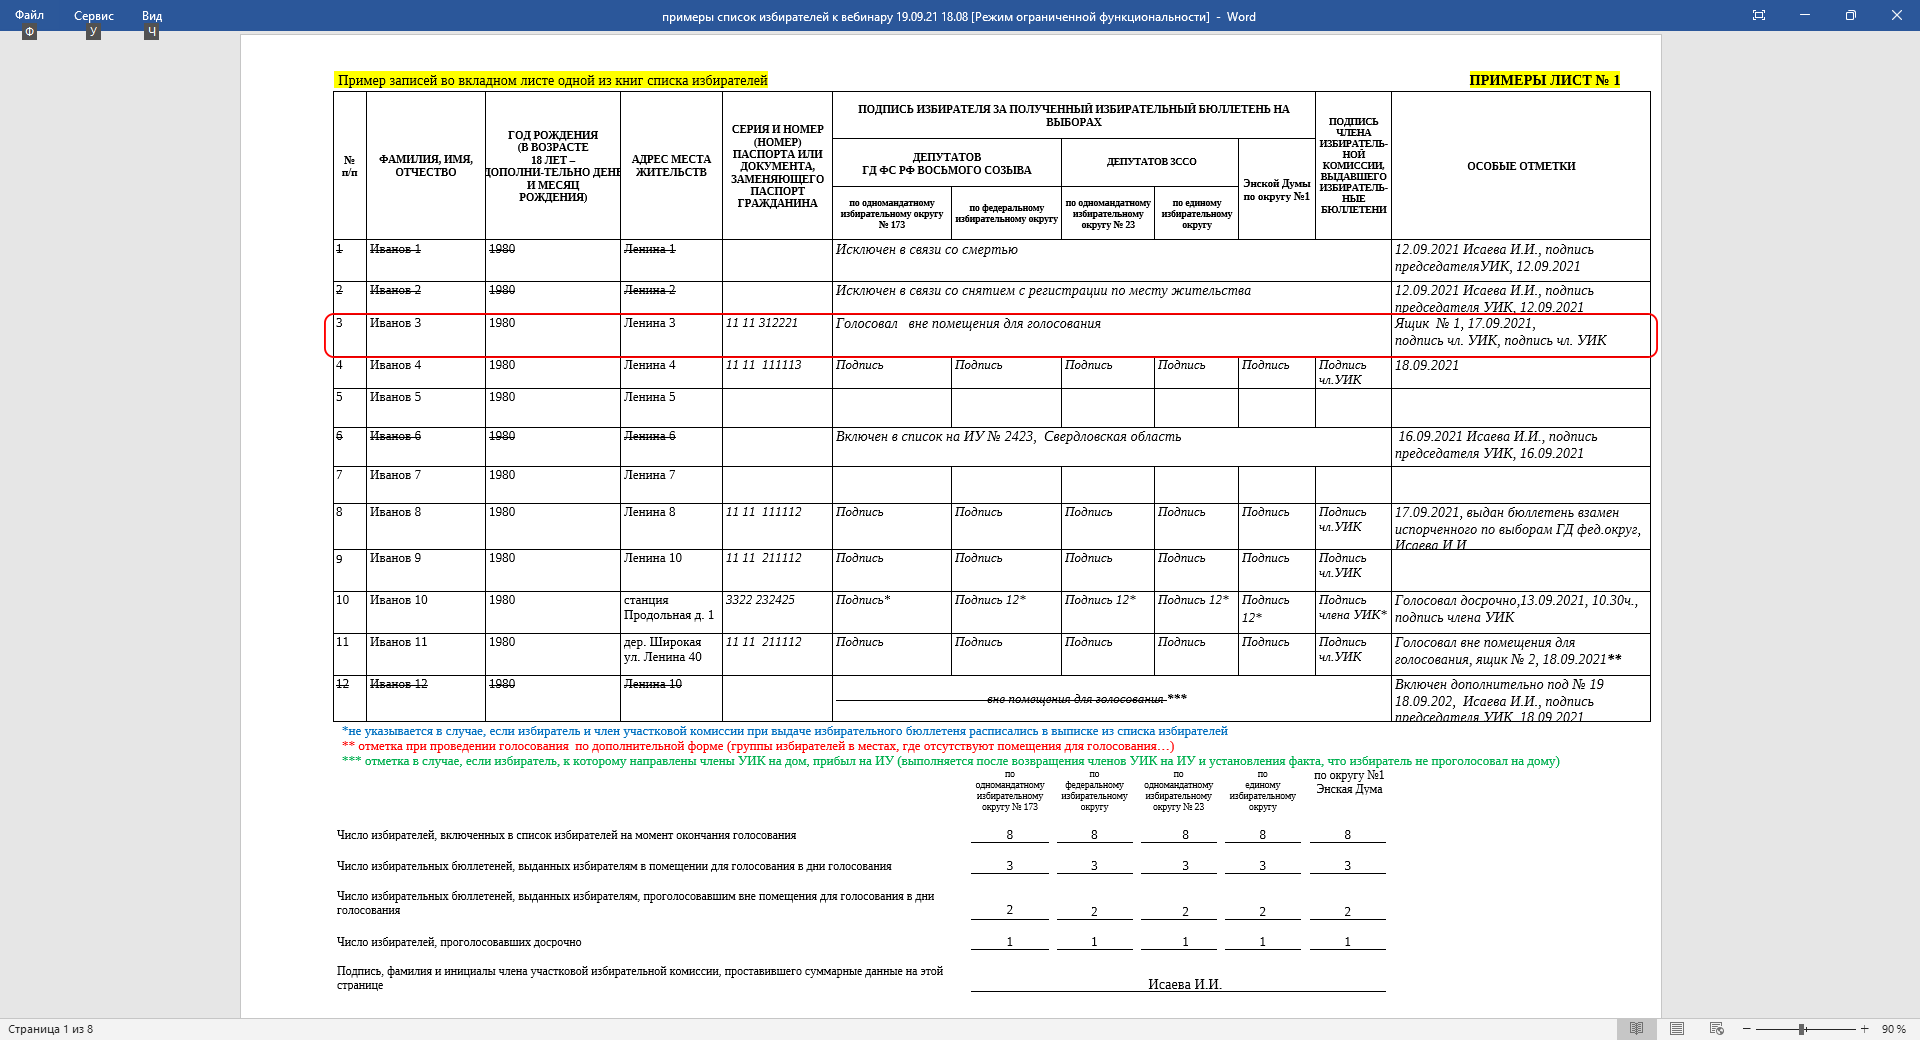 Файл Сервис Вид
Ф У Ч
примеры список избирателей к вебинару 19.09.21 18.08 [Режим ограниченной функциональности] - Word
Пример записей во вкладном листе одной из книг списка избирателей
ПРИМЕРЫ ЛИСТ № 1
№
п/п
ФАМИЛИЯ, ИМЯ,
ОТЧЕСТВО
ГОД РОЖДЕНИЯ
(В ВОЗРАСТЕ
18 ЛЕТ –
ДОПОЛНИ-ТЕЛЬНО ДЕНЬ
И МЕСЯЦ
РОЖДЕНИЯ)
АДРЕС МЕСТА
ЖИТЕЛЬСТВ
СЕРИЯ И НОМЕР
(НОМЕР)
ПАСПОРТА ИЛИ
ДОКУМЕНТА,
ЗАМЕНЯЮЩЕГО
ПАСПОРТ
ГРАЖДАНИНА
ПОДПИСЬ ИЗБИРАТЕЛЯ ЗА ПОЛУЧЕННЫЙ ИЗБИРАТЕЛЬНЫЙ БЮЛЛЕТЕНЬ НА
ВЫБОРАХ
ДЕПУТАТОВ
ГД ФС РФ ВОСЬМОГО СОЗЫВА
ДЕПУТАТОВ ЗССО
Энской Думы
по округу №1
по одномандатному
избирательному округу
№ 173
по федеральному
избирательному округу
по одномандатному
избирательному
округу № 23
по единому
избирательному
округу
ПОДПИСЬ
ЧЛЕНА
ИЗБИРАТЕЛЬ-
НОЙ
КОМИССИИ,
ВЫДАВШЕГО
ИЗБИРАТЕЛЬ-
НЫЕ
БЮЛЛЕТЕНИ
ОСОБЫЕ ОТМЕТКИ
1 Иванов 1 1980 Ленина 1 Исключен в связи со смертью 12.09.2021 Исаева И.И., подпись
председателяУИК, 12.09.2021
2 Иванов 2 1980 Ленина 2 Исключен в связи со снятием с регистрации по месту жительства 12.09.2021 Исаева И.И., подпись
председателя УИК, 12.09.2021
3 Иванов 3 1980 Ленина 3 11 11 312221 Голосовал вне помещения для голосования Ящик № 1, 17.09.2021,
подпись чл. УИК, подпись чл. УИК
4 Иванов 4 1980 Ленина 4 11 11 111113 Подпись Подпись Подпись Подпись Подпись Подпись 18.09.2021
чл.УИК
5 Иванов 5 1980 Ленина 5
6 Иванов 6 1980 Ленина 6 Включен в список на ИУ № 2423, Свердловская область 16.09.2021 Исаева И.И., подпись
председателя УИК, 16.09.2021
7 Иванов 7 1980 Ленина 7
8 Иванов 8 1980 Ленина 8 11 11 111112 Подпись Подпись Подпись Подпись Подпись Подпись 17.09.2021, выдан бюллетень взамен
чл.УИК испорченного по выборам ГД фед.округ,
Исаева И.И
9 Иванов 9 1980 Ленина 10 11 11 211112 Подпись Подпись Подпись Подпись Подпись Подпись
чл.УИК
10 Иванов 10 1980 станция 3322 232425 Подпись* Подпись 12* Подпись 12* Подпись 12* Подпись Подпись Голосовал досрочно,13.09.2021, 10.30ч.,
Продольная д. 1 12* члена УИК* подпись члена УИК
11 Иванов 11 1980 дер. Широкая 11 11 211112 Подпись Подпись Подпись Подпись Подпись Подпись Голосовал вне помещения для
ул. Ленина 40 чл.УИК голосования, ящик № 2, 18.09.2021**
12 Иванов 12 1980 Ленина 10 вне помещения для голосования *** Включен дополнительно под № 19
18.09.202, Исаева И.И., подпись
председателя УИК, 18.09.2021
*не указывается в случае, если избиратель и член участковой комиссии при выдаче избирательного бюллетеня расписались в выписке из списка избирателей
** отметка при проведении голосования по дополнительной форме (группы избирателей в местах, где отсутствуют помещения для голосования…)
*** отметка в случае, если избиратель, к которому направлены члены УИК на дом, прибыл на ИУ (выполняется после возвращения членов УИК на ИУ и установления факта, что избиратель не проголосовал на дому)
по
одномандатному
избирательному
округу № 173
по
федеральному
избирательному
округу
по
одномандатному
избирательному
округу № 23
по
единому
избирательному
округу
по округу №1
Энская Дума
Число избирателей, включенных в список избирателей на момент окончания голосования 8 8 8 8 8
Число избирательных бюллетеней, выданных избирателям в помещении для голосования в дни голосования 3 3 3 3 3
Число избирательных бюллетеней, выданных избирателям, проголосовавшим вне помещения для голосования в дни
голосования 2 2 2 2 2
Число избирателей, проголосовавших досрочно 1 1 1 1 1
Подпись, фамилия и инициалы члена участковой избирательной комиссии, проставившего суммарные данные на этой
странице Исаева И.И.
Страница 1 из 8
90 %